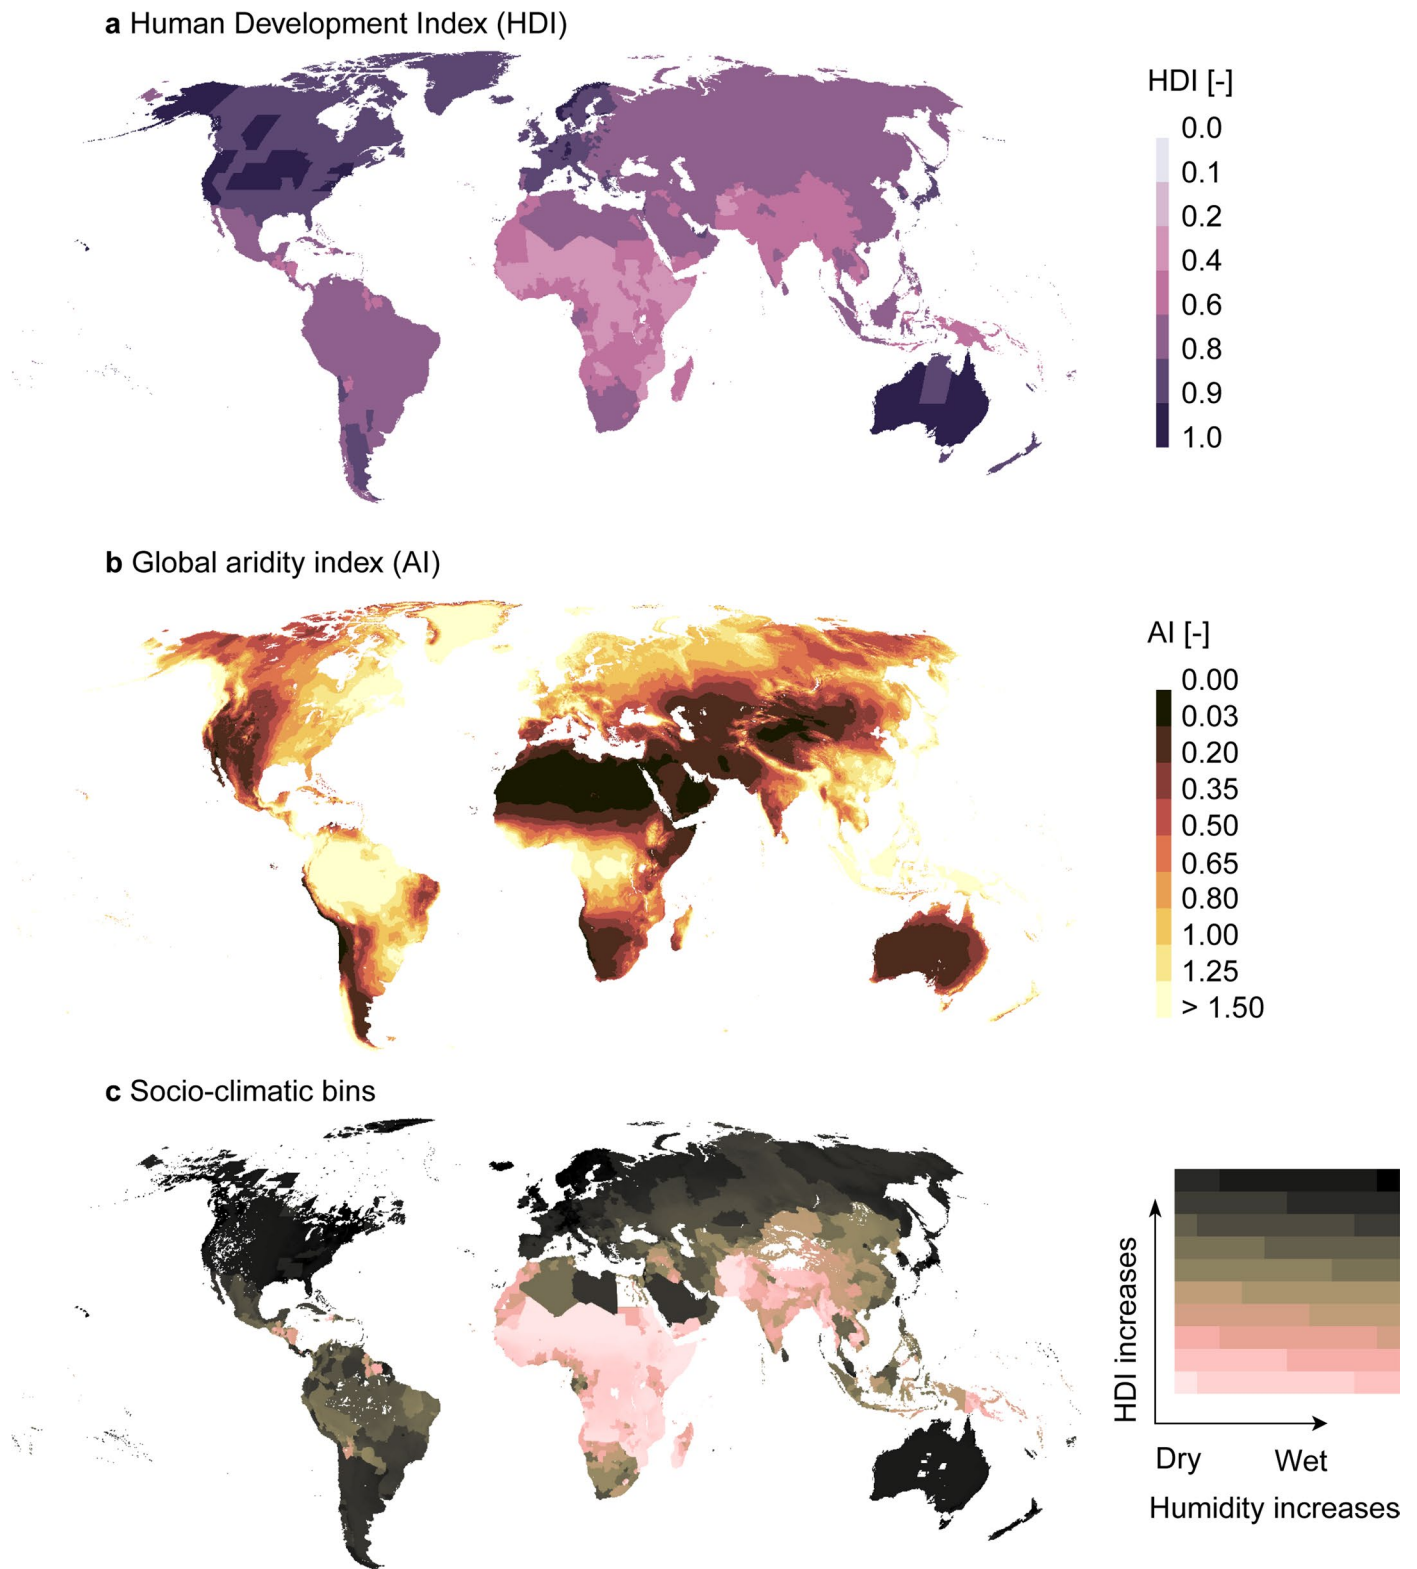 a Human Development Index (HDI)
HDI [-]
0.0
0.1
0.2
0.4
0.6
0.8
0.9
1.0
b Global aridity index (AI)
AI [-]
0.00
0.03
0.20
0.35
0.50
0.65
0.80
1.00
1.25
> 1.50
c Socio-climatic bins
HDI increases
Dry Wet
Humidity increases